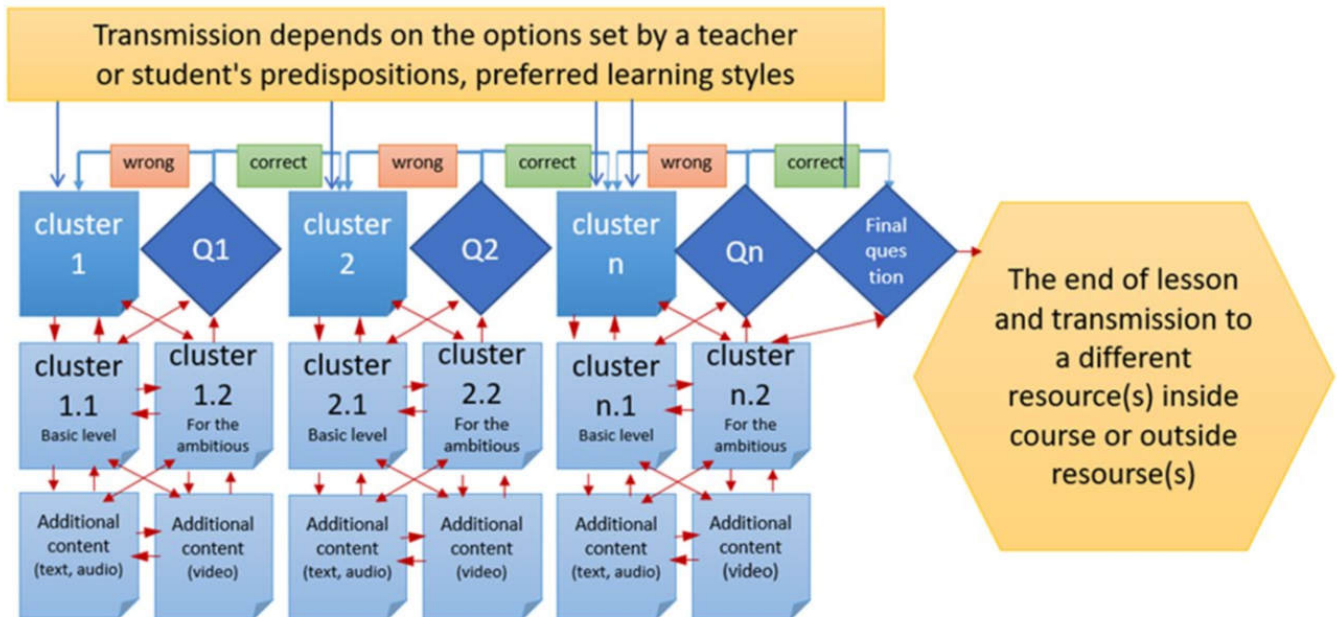 Transmission depends on the options set by a teacher
or student's predispositions, preferred learning styles
wrong
correct
wrong
correct
wrong
correct
cluster
1
Q1
cluster
2
Q2
cluster
n
Qn
Final
ques
tion
cluster
1.1
Basic level
cluster
1.2
For the
ambitious
cluster
2.1
Basic level
cluster
2.2
For the
ambitious
cluster
n.1
Basic level
cluster
n.2
For the
ambitious
Additional
content
(text, audio)
Additional
content
(video)
Additional
content
(text, audio)
Additional
content
(video)
Additional
content
(text, audio)
Additional
content
(video)
The end of lesson
and transmission to
a different
resource(s) inside
course or outside
resourse(s)